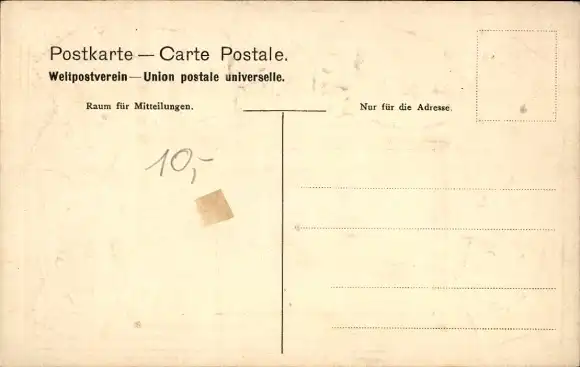 Postkarte — Carte Postale.
Weltpostverein — Union postale universelle.
Raum für Mitteilungen.
Nur für die Adresse.
10,-